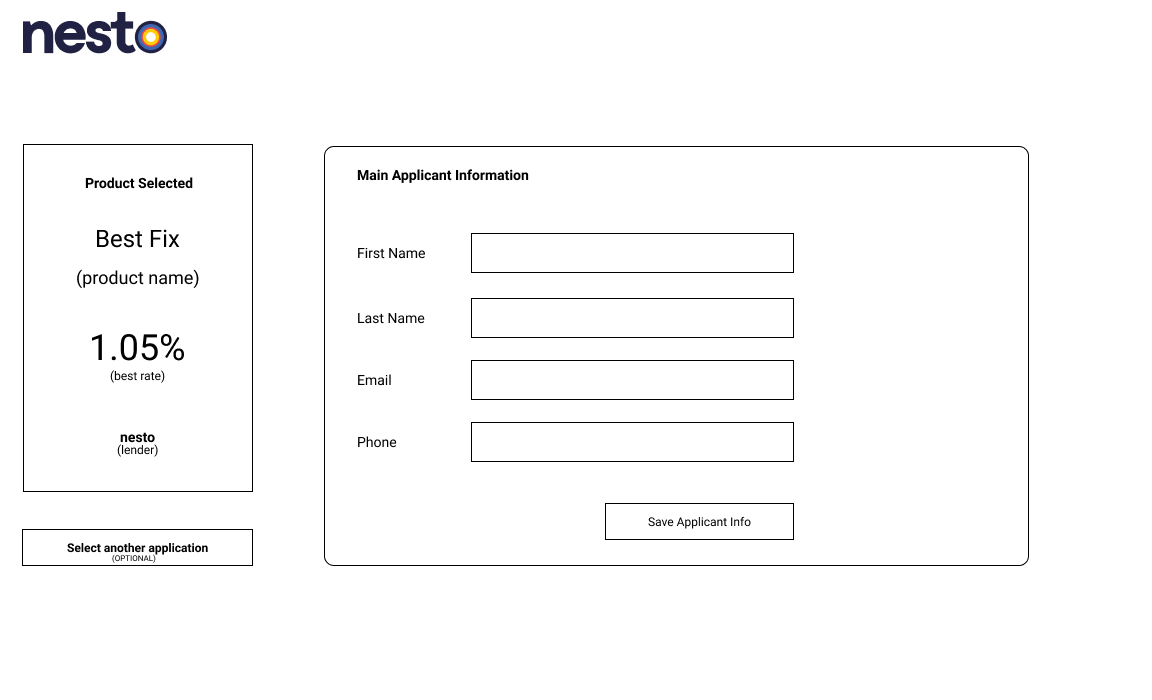 nesto
Product Selected
Best Fix
(product name)
1.05%
(best rate)
nesto
(lender)
Select another application
(OPTIONAL)
Main Applicant Information
First Name
Last Name
Email
Phone
Save Applicant Info